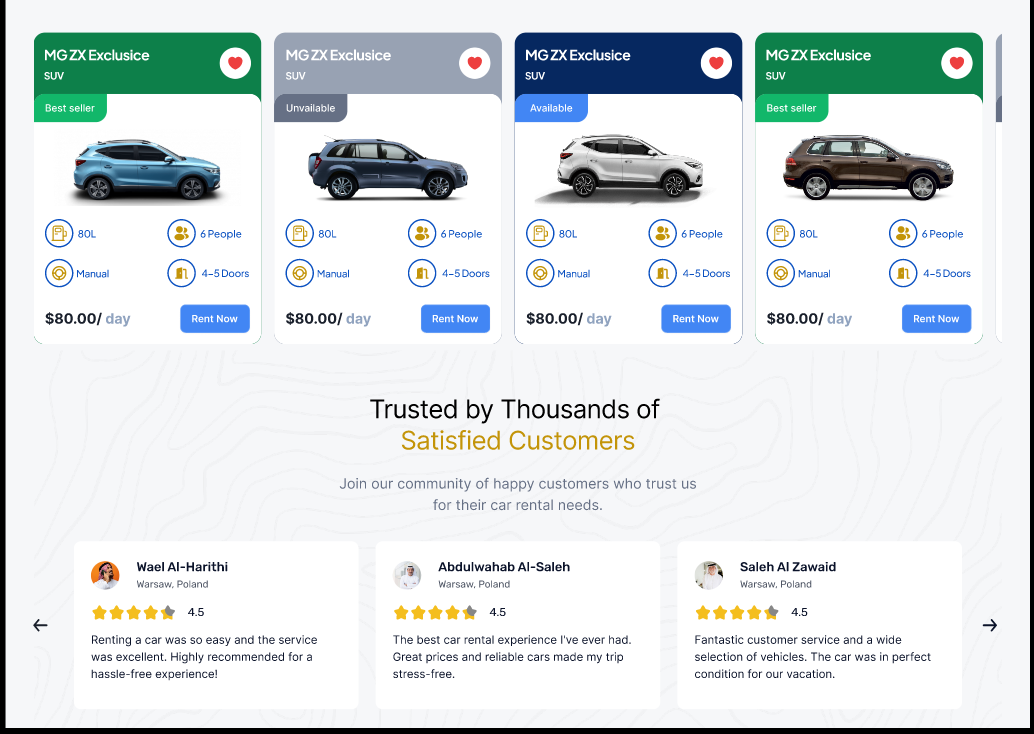 MG ZX Exclusice
SUV
Best seller
80L
6 People
Manual
4-5 Doors
$80.00/ day
Rent Now
MG ZX Exclusice
SUV
Unvailable
80L
6 People
Manual
4-5 Doors
$80.00/ day
Rent Now
MG ZX Exclusice
SUV
Available
80L
6 People
Manual
4-5 Doors
$80.00/ day
Rent Now
MG ZX Exclusice
SUV
Best seller
80L
6 People
Manual
4-5 Doors
$80.00/ day
Rent Now
Trusted by Thousands of
Satisfied Customers
Join our community of happy customers who trust us
for their car rental needs.
Wael Al-Harithi
Warsaw, Poland
4.5
Renting a car was so easy and the service
was excellent. Highly recommended for a
hassle-free experience!
Abdulwahab Al-Saleh
Warsaw, Poland
4.5
The best car rental experience I've ever had.
Great prices and reliable cars made my trip
stress-free.
Saleh Al Zawaid
Warsaw, Poland
4.5
Fantastic customer service and a wide
selection of vehicles. The car was in perfect
condition for our vacation.